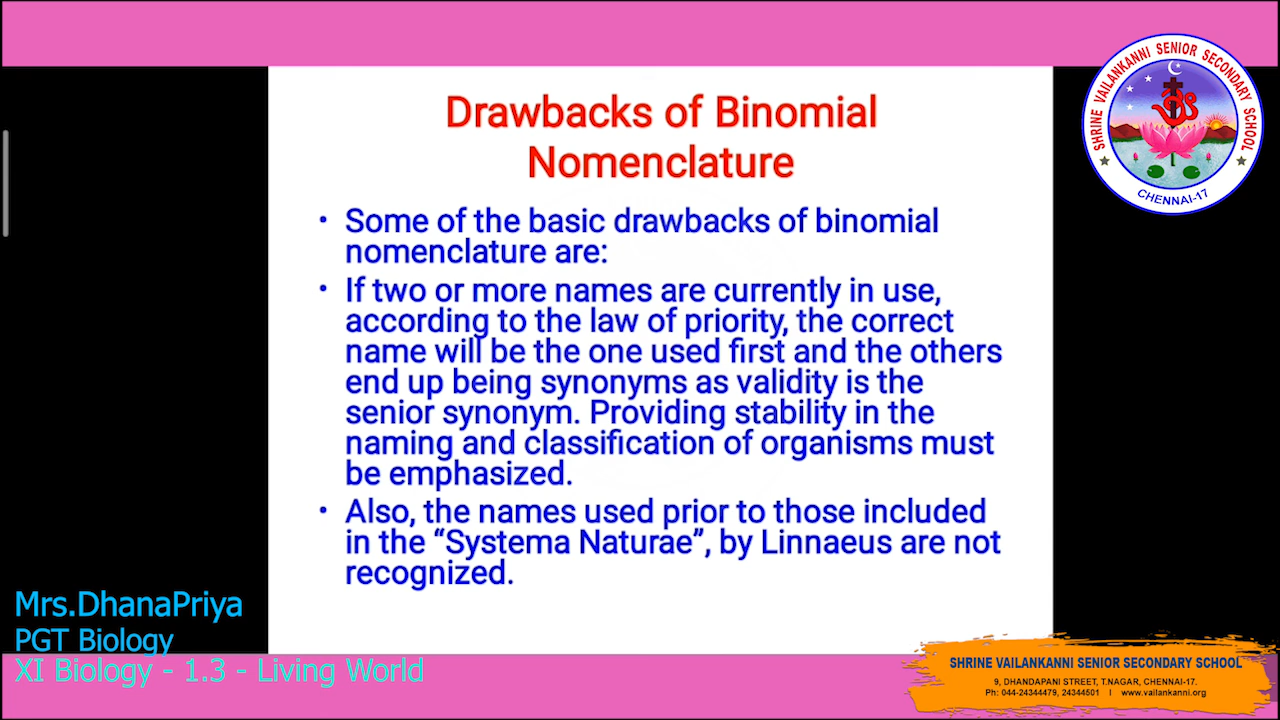 Drawbacks of Binomial
Nomenclature
• Some of the basic drawbacks of binomial
nomenclature are:
• If two or more names are currently in use,
according to the law of priority, the correct
name will be the one used first and the others
end up being synonyms as validity is the
senior synonym. Providing stability in the
naming and classification of organisms must
be emphasized.
• Also, the names used prior to those included
in the “Systema Naturae”, by Linnaeus are not
recognized.
SHRINE VAILANKANNI SENIOR SECONDARY SCHOOL
CHENNAI-17
Mrs.DhanaPriya
PGT Biology
XI Biology - 1.3 - Living World
SHRINE VAILANKANNI SENIOR SECONDARY SCHOOL
9, DHANDAPANI STREET, T.NAGAR, CHENNAI-17.
Ph: 044-24344479, 24344501 I www.vailankanni.org